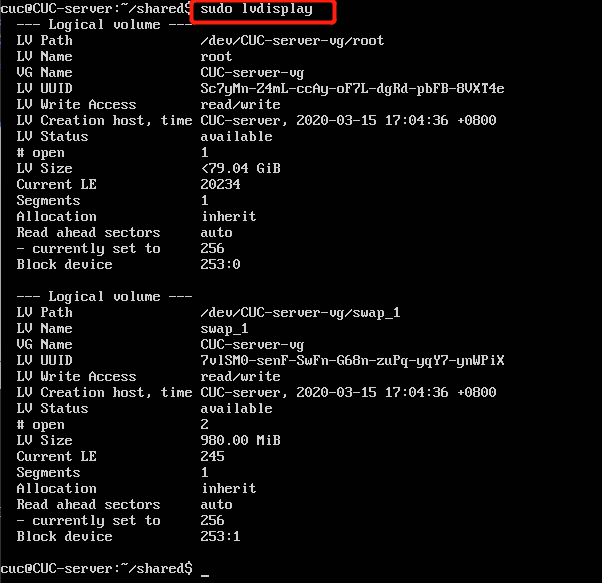 cuc@CUC-server:~/shared$ sudo lvdisplay
--- Logical volume ---
LV Path                /dev/CUC-server-vg/root
LV Name                root
VG Name                CUC-server-vg
LV UUID                Sc7yMn-Z4mL-ccAy-oF7L-dgRd-pbFB-8VXT4e
LV Write Access        read/write
LV Creation host, time CUC-server, 2020-03-15 17:04:36 +0800
LV Status              available
# open                 1
LV Size                <79.04 GiB
Current LE             20234
Segments               1
Allocation             inherit
Read ahead sectors     auto
- currently set to     256
Block device           253:0
--- Logical volume ---
LV Path                /dev/CUC-server-vg/swap_1
LV Name                swap_1
VG Name                CUC-server-vg
LV UUID                7vlSM0-senF-SwFn-G68n-zuPq-yqY7-ynWPiX
LV Write Access        read/write
LV Creation host, time CUC-server, 2020-03-15 17:04:36 +0800
LV Status              available
# open                 2
LV Size                980.00 MiB
Current LE             245
Segments               1
Allocation             inherit
Read ahead sectors     auto
- currently set to     256
Block device           253:1
cuc@CUC-server:~/shared$ _